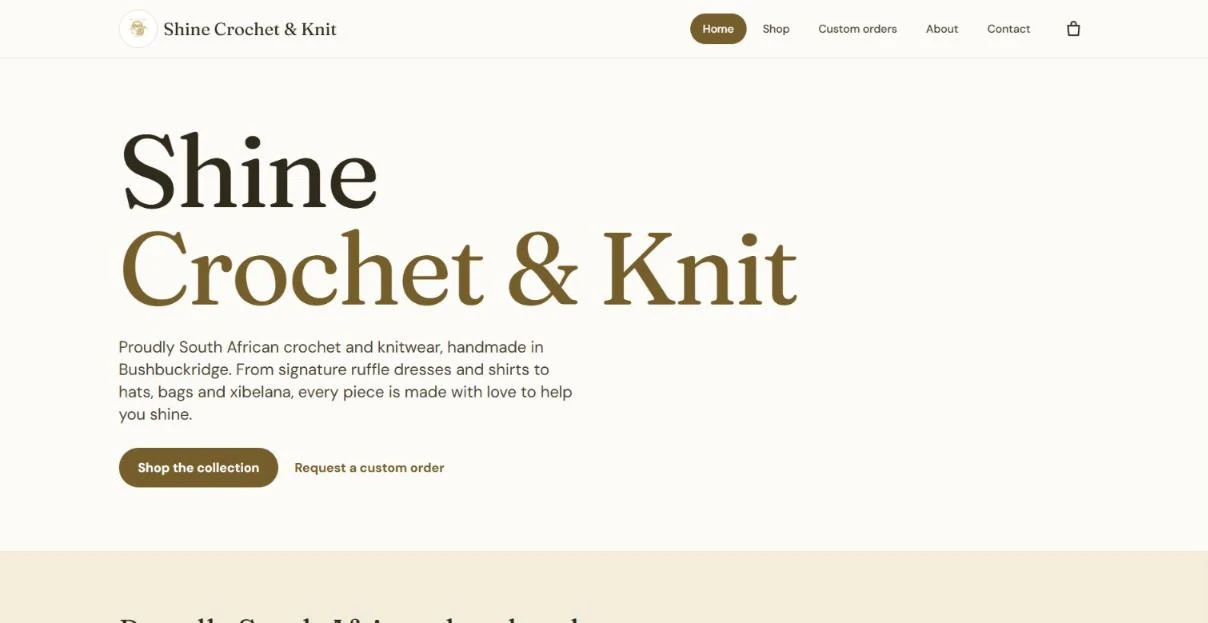 Shine Crochet & Knit
Home
Shop
Custom orders
About
Contact
Shine
Crochet & Knit
Proudly South African crochet and knitwear, handmade in
Bushbuckridge. From signature ruffle dresses and shirts to
hats, bags and xibelana, every piece is made with love to help
you shine.
Shop the collection
Request a custom order